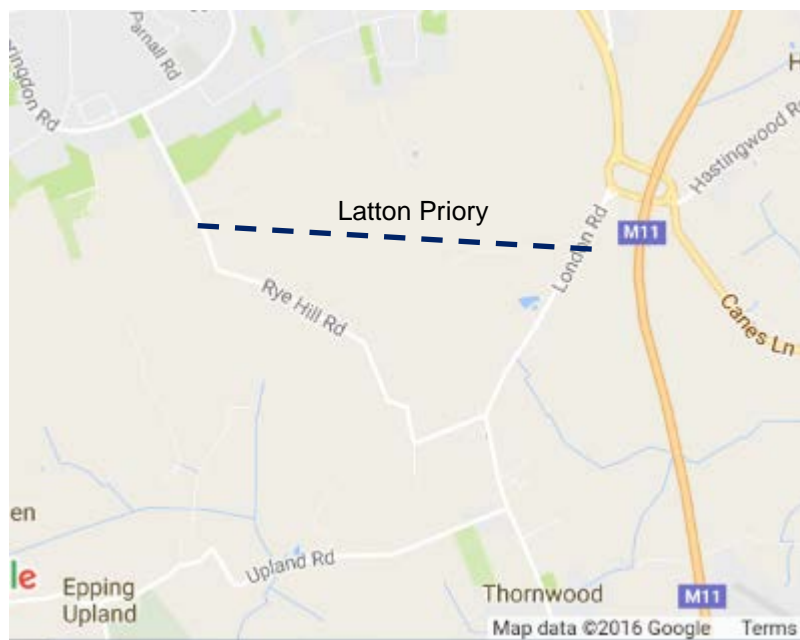 Parnall Rd
ringdon Rd
H
Hastingwood R
Latton Priory
London Rd
M11
Rye Hill Rd
Canes Ln
en
le
Upland Rd
Epping
Upland
Thornwood
M11
Map data ©2016 Google Terms